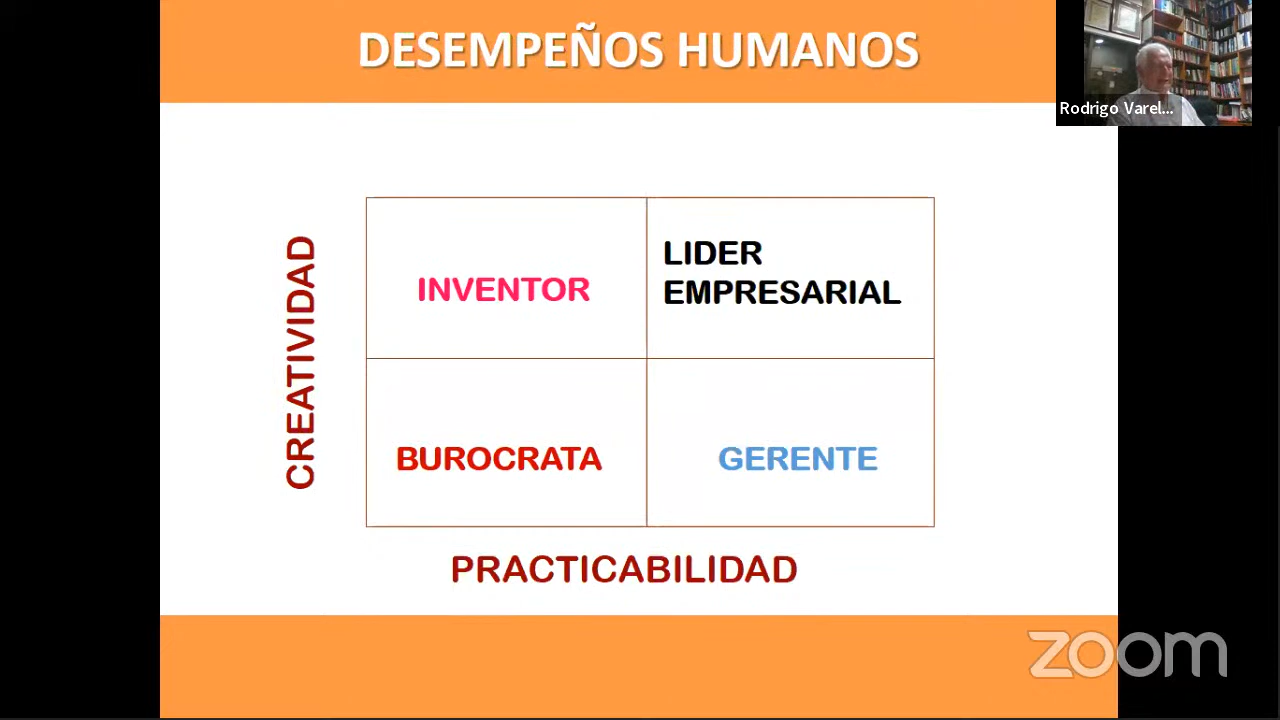 DESEMPEÑOS HUMANOS
Rodrigo Varel...
CREATIVIDAD
INVENTOR
LIDER
EMPRESARIAL
BUROCRATA
GERENTE
PRACTICABILIDAD
zoom